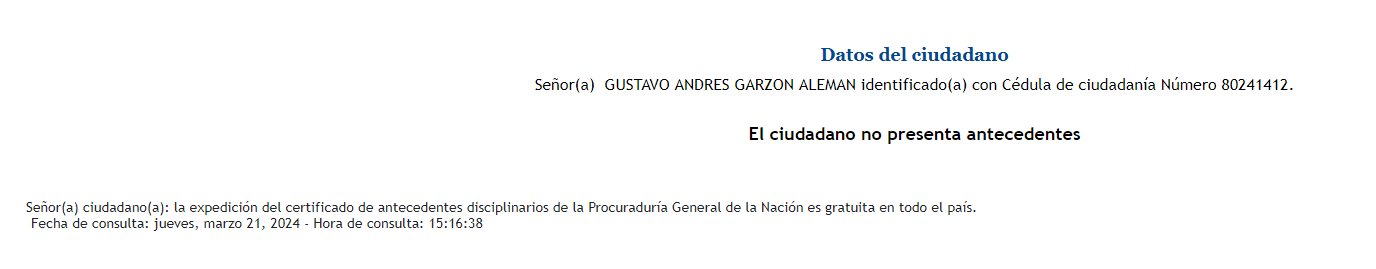 Datos del ciudadano
Señor(a) GUSTAVO ANDRES GARZON ALEMAN identificado(a) con Cédula de ciudadanía Número 80241412.
El ciudadano no presenta antecedentes
Señor(a) ciudadano(a): la expedición del certificado de antecedentes disciplinarios de la Procuraduría General de la Nación es gratuita en todo el país.
Fecha de consulta: jueves, marzo 21, 2024 - Hora de consulta: 15:16:38